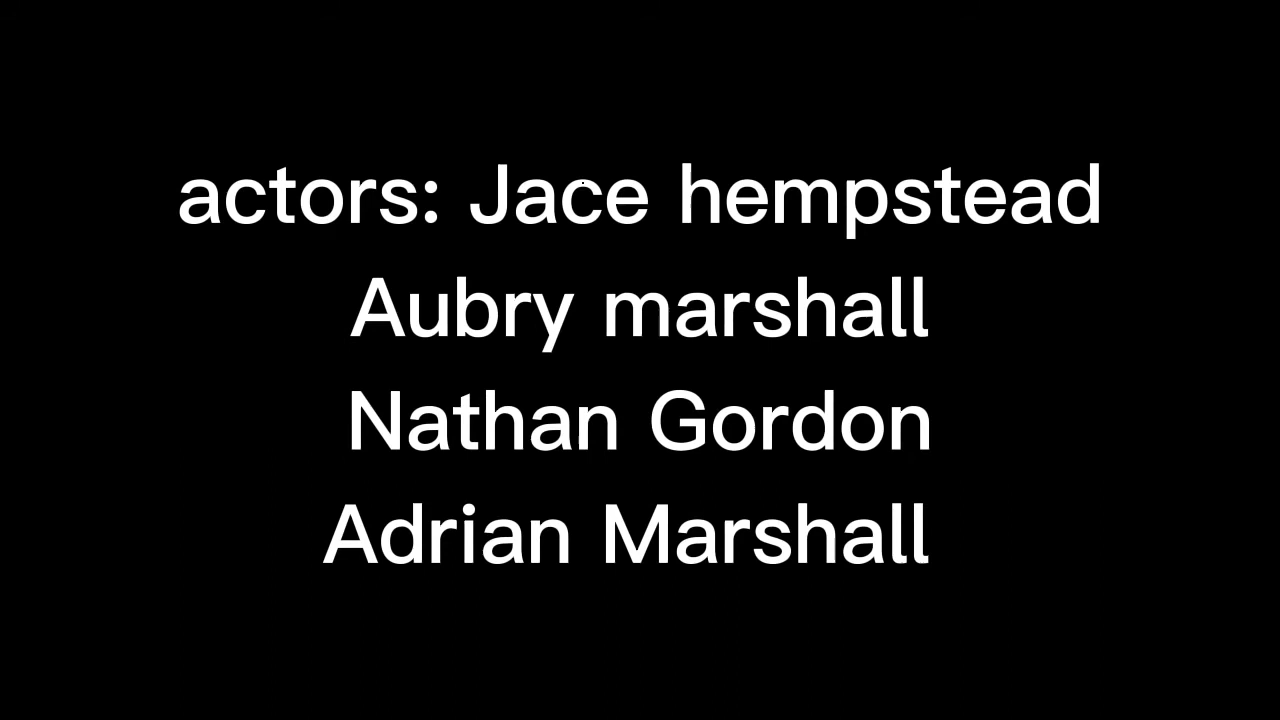 actors: Jace hempstead
Aubry marshall
Nathan Gordon
Adrian Marshall